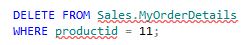 DELETE FROM Sales.MyOrderDetails
WHERE productid = 11;